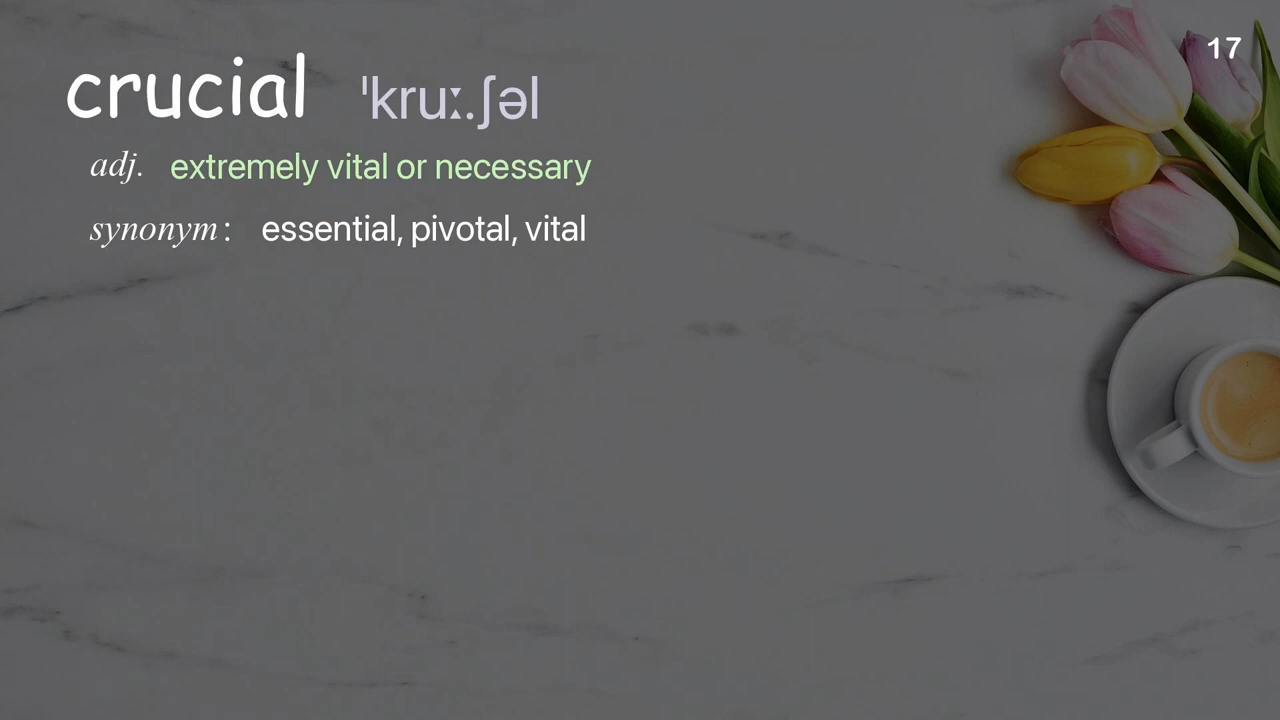 17
crucial ˈkruː.ʃəl
adj. extremely vital or necessary
synonym: essential, pivotal, vital